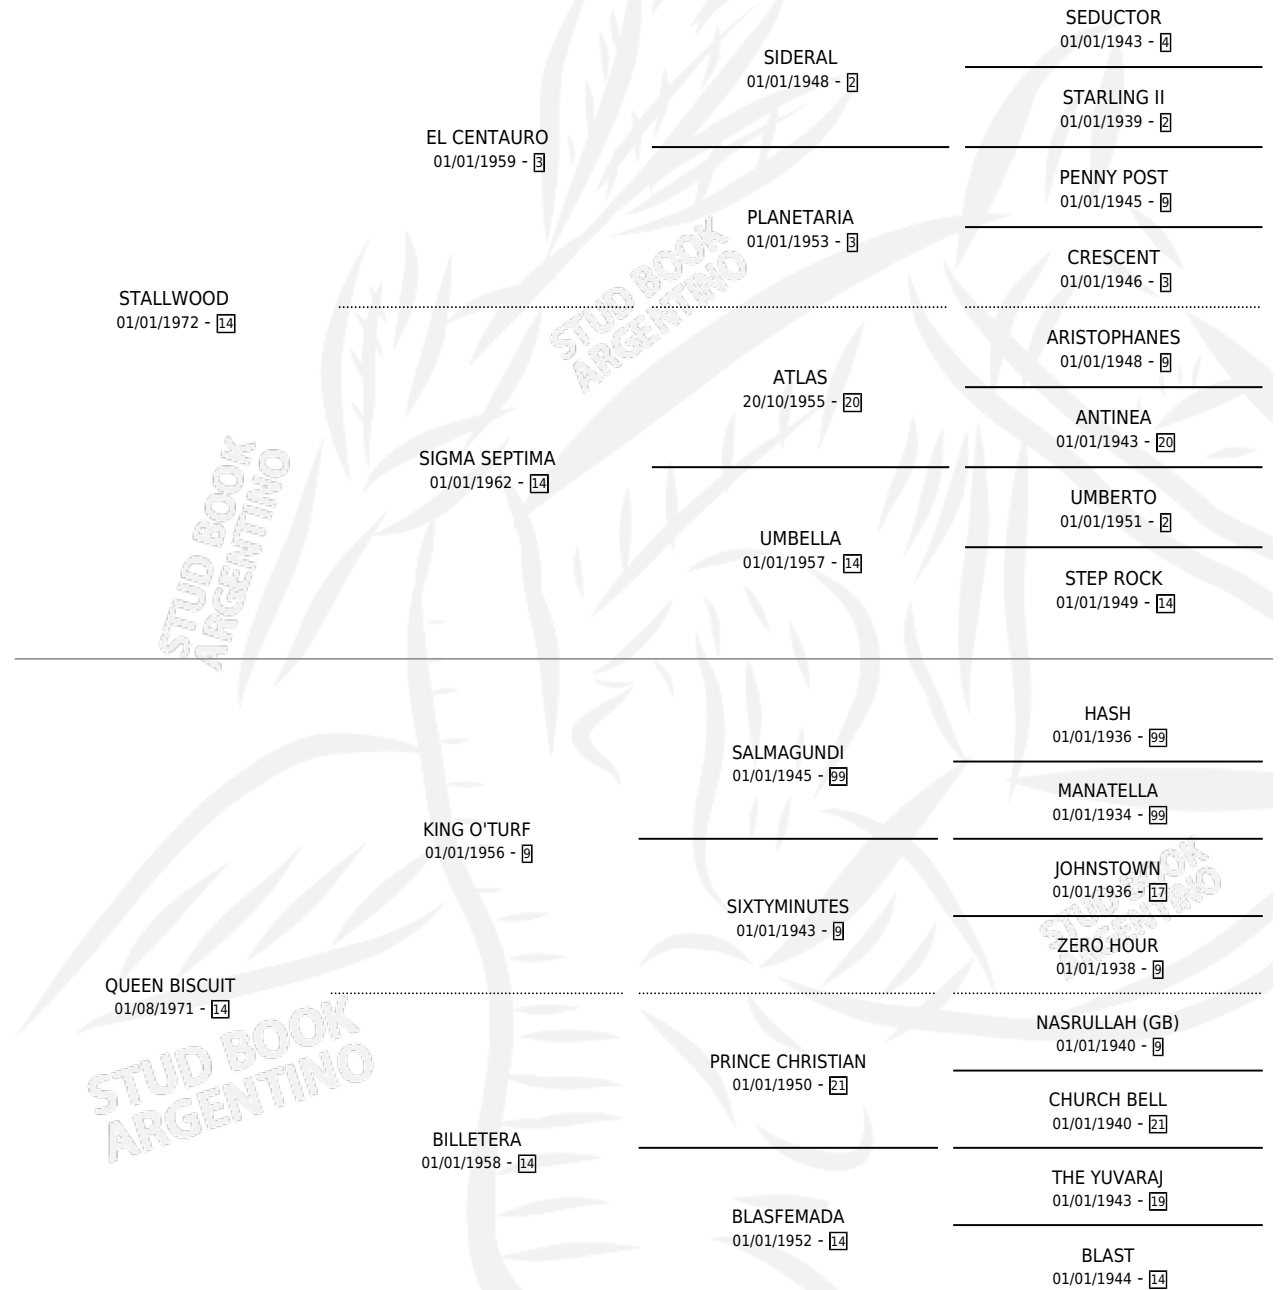 SEDUCTOR
01/01/1943 - 4
SIDERAL
01/01/1948 - 2
STARLING II
01/01/1939 - 2
EL CENTAURO
01/01/1959 - 3
PENNY POST
01/01/1945 - 9
PLANETARIA
01/01/1953 - 3
CRESCENT
01/01/1946 - 3
STALLWOOD
01/01/1972 - 14
STUD BOOK
ARGENTINO
ARISTOPHANES
01/01/1948 - 9
ATLAS
20/10/1955 - 20
ANTINEA
01/01/1943 - 20
SIGMA SEPTIMA
01/01/1962 - 14
UMBERTO
01/01/1951 - 2
UMBELLA
01/01/1957 - 14
STEP ROCK
01/01/1949 - 14
STUD BOOK
ARGENTINO
HASH
01/01/1936 - 99
SALMAGUNDI
01/01/1945 - 99
MANATELLA
01/01/1934 - 99
KING O'TURF
01/01/1956 - 9
JOHNSTOWN
01/01/1936 - 17
SIXTYMINUTES
01/01/1943 - 9
STUD BOOK
ARGENTINO
ZERO HOUR
01/01/1938 - 9
QUEEN BISCUIT
01/08/1971 - 14
STUD BOOK
ARGENTINO
NASRULLAH (GB)
01/01/1940 - 9
PRINCE CHRISTIAN
01/01/1950 - 21
CHURCH BELL
01/01/1940 - 21
BILLETERA
01/01/1958 - 14
THE YUVARAJ
01/01/1943 - 19
BLASFEMADA
01/01/1952 - 14
BLAST
01/01/1944 - 14